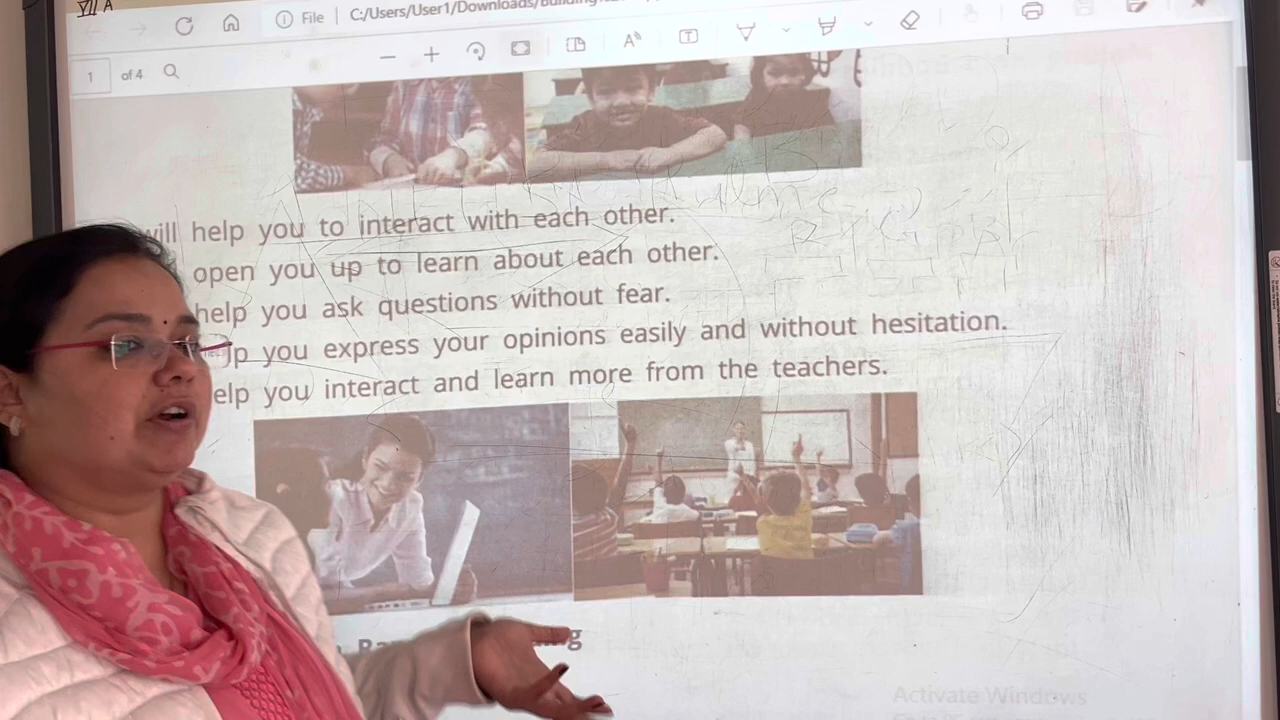 VII A
File | C:/Users/User1/Downloads/Building
1 of 4
will help you to interact with each other.
open you up to learn about each other.
help you ask questions without fear.
you express your opinions easily and without hesitation.
elp you interact and learn more from the teachers.
Activate Windows